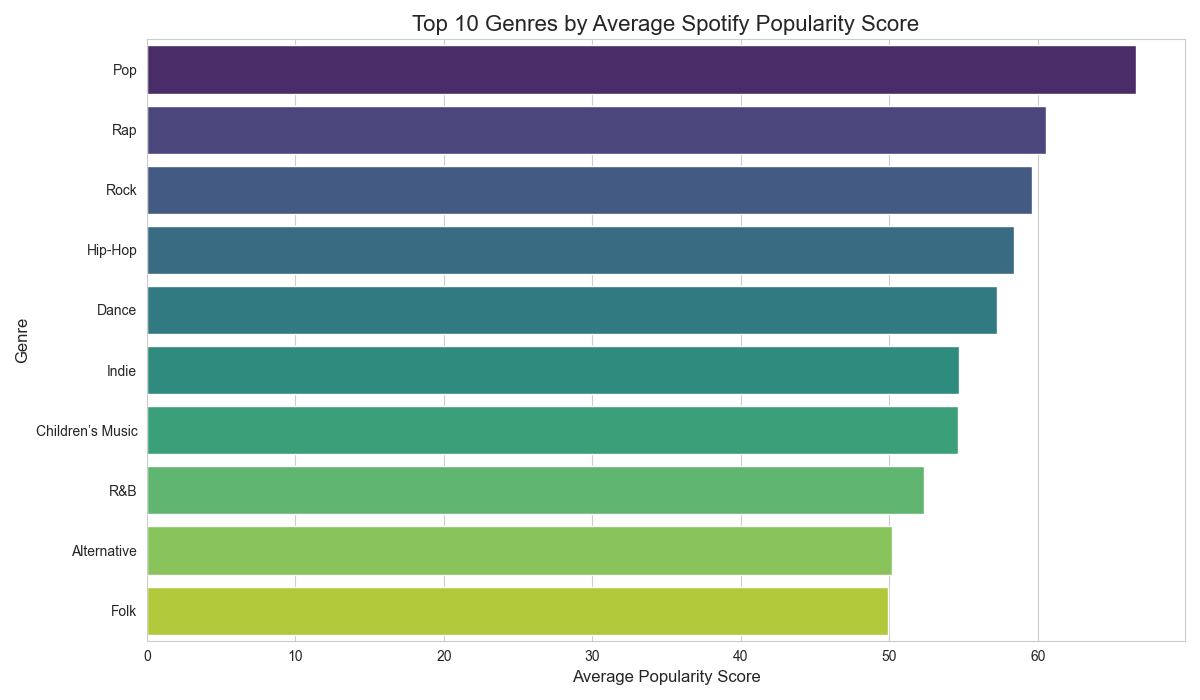 Top 10 Genres by Average Spotify Popularity Score
Genre
Pop
Rap
Rock
Hip-Hop
Dance
Indie
Children’s Music
R&B
Alternative
Folk
0 10 20 30 40 50 60
Average Popularity Score